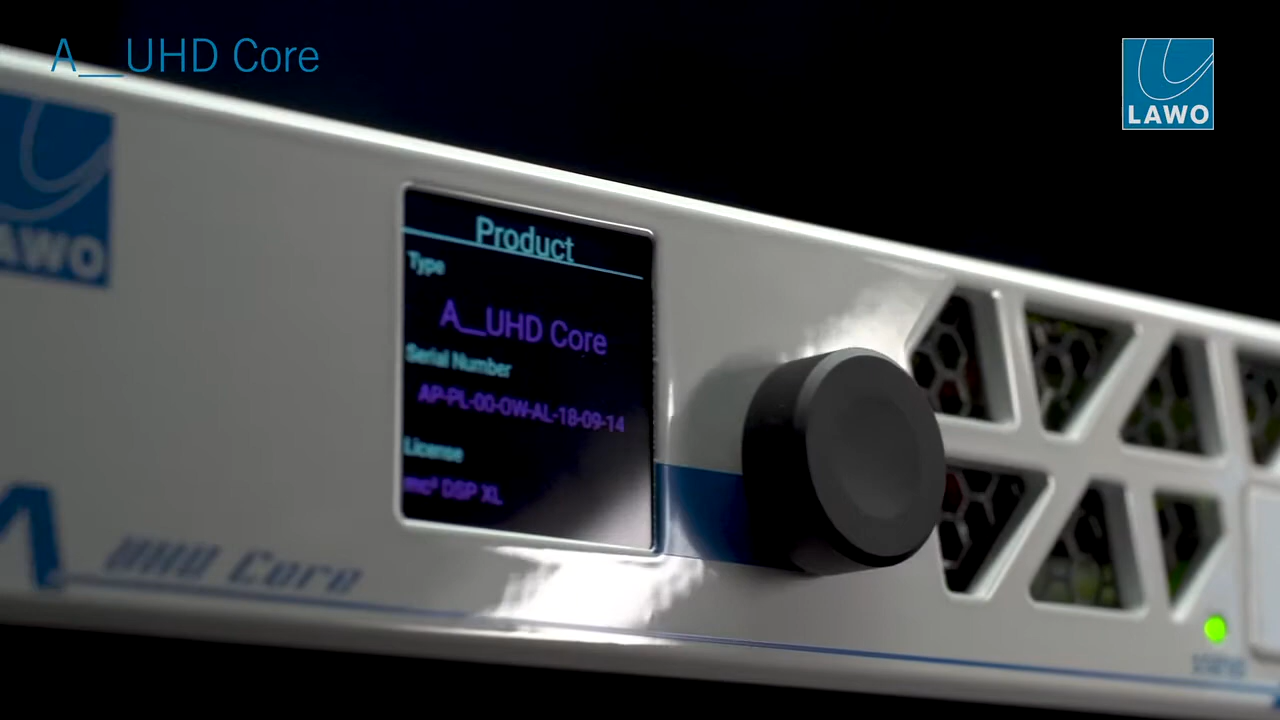 A__UHD Core
LAWO
LAWO
Product
Type
A__UHD Core
Serial Number
AP-PL-00-OW-AL-18-09-14
License
mc² DSP XL
UHD Core